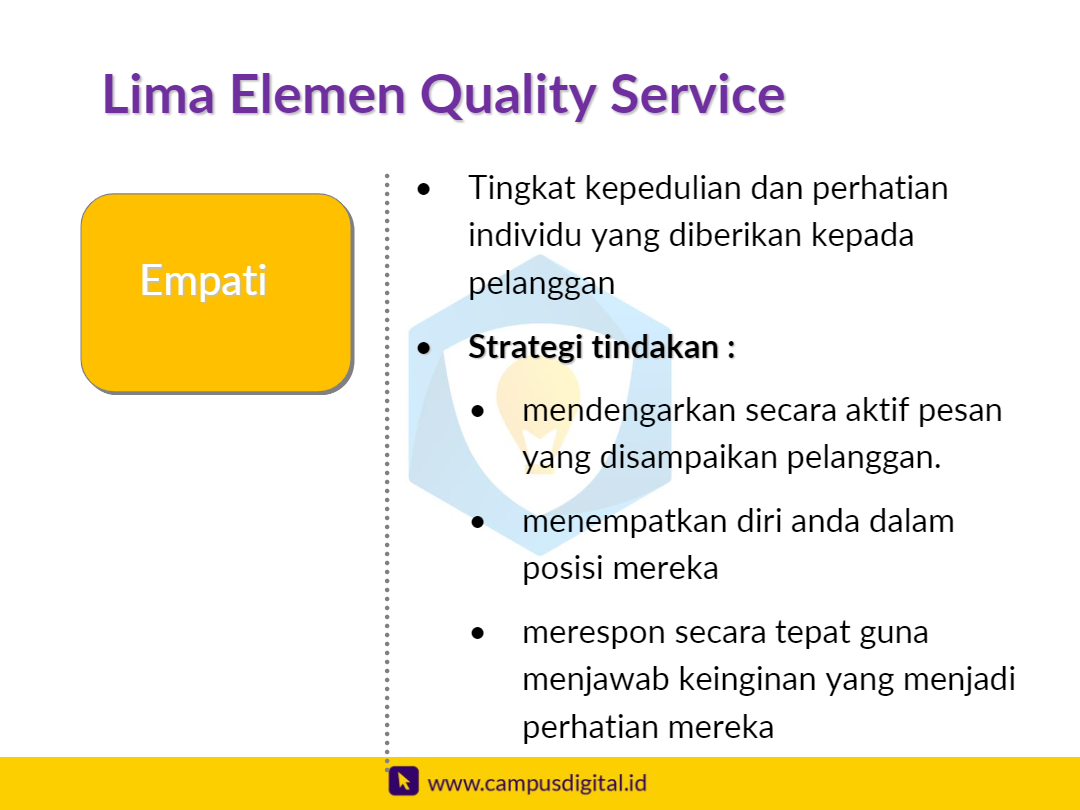 Lima Elemen Quality Service
Empati
• Tingkat kepedulian dan perhatian
individu yang diberikan kepada
pelanggan
• Strategi tindakan :
• mendengarkan secara aktif pesan
yang disampaikan pelanggan.
• menempatkan diri anda dalam
posisi mereka
• merespon secara tepat guna
menjawab keinginan yang menjadi
perhatian mereka
www.campusdigital.id